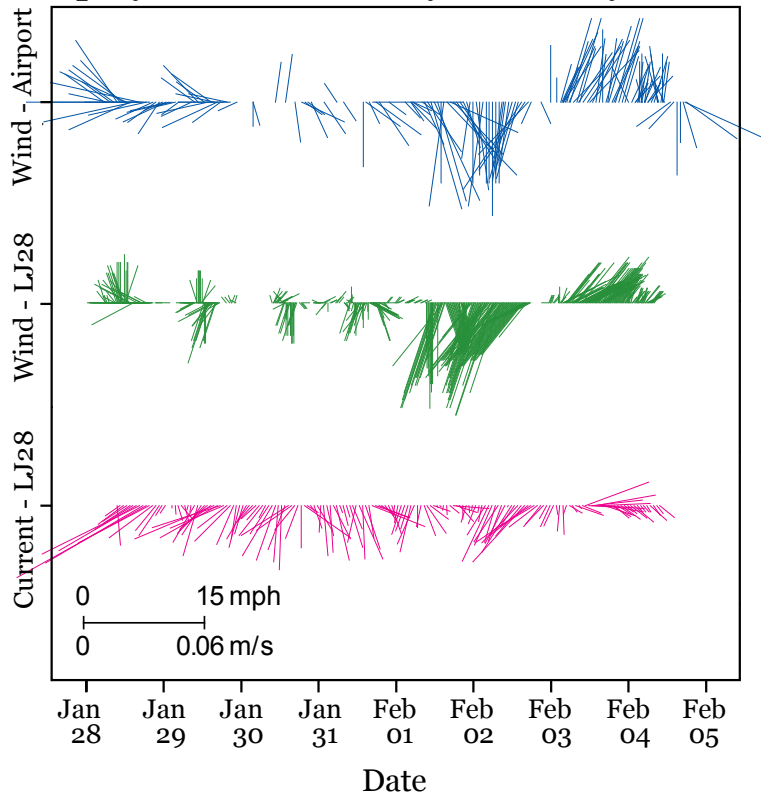 Wind - Airport
Wind - LJ28
Current - LJ28
0 15 mph
0 0.06 m/s
Jan 28
Jan 29
Jan 30
Jan 31
Feb 01
Feb 02
Feb 03
Feb 04
Feb 05
Date